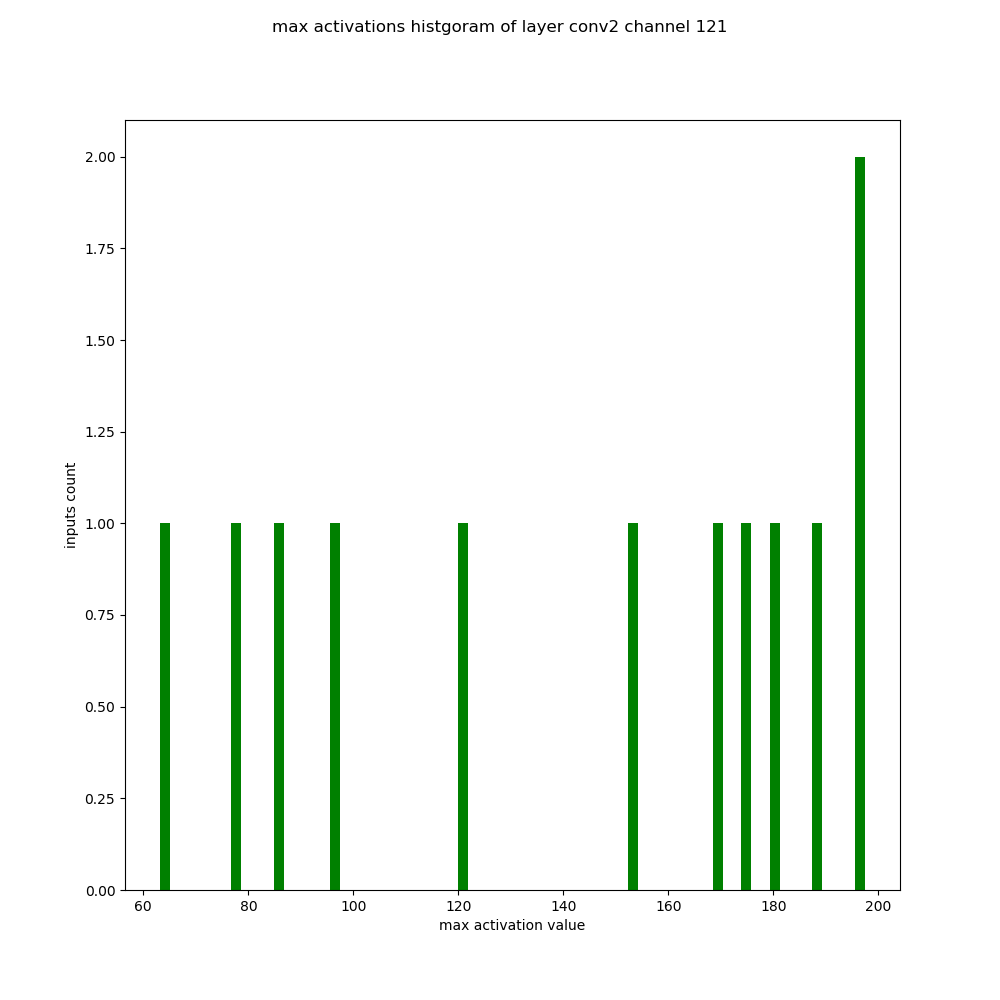 max activations histgoram of layer conv2 channel 121
2.00
1.75
1.50
1.25
1.00
0.75
0.50
0.25
0.00
inputs count
60 80 100 120 140 160 180 200
max activation value